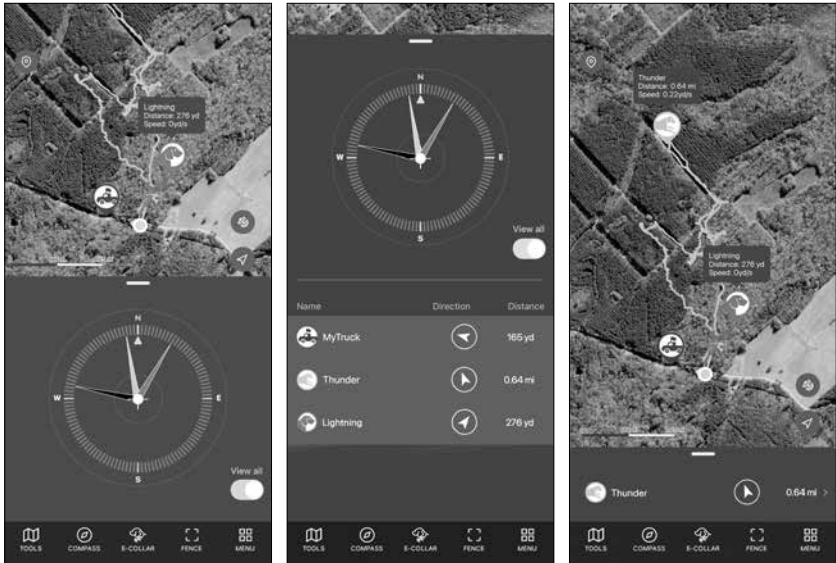 Lightning
Distance: 276 yd
Speed: 0yd/s
N
W
E
S
View all
TOOLS
COMPASS
E-COLLAR
FENCE
MENU
N
W
E
S
View all
Name Direction Distance
MyTruck 165 yd
Thunder 0.64 mi
Lightning 276 yd
TOOLS
COMPASS
E-COLLAR
FENCE
MENU
Thunder
Distance: 0.64 mi
Speed: 0.22yd/s
Lightning
Distance: 276 yd
Speed: 0yd/s
Thunder 0.64 mi
TOOLS
COMPASS
E-COLLAR
FENCE
MENU